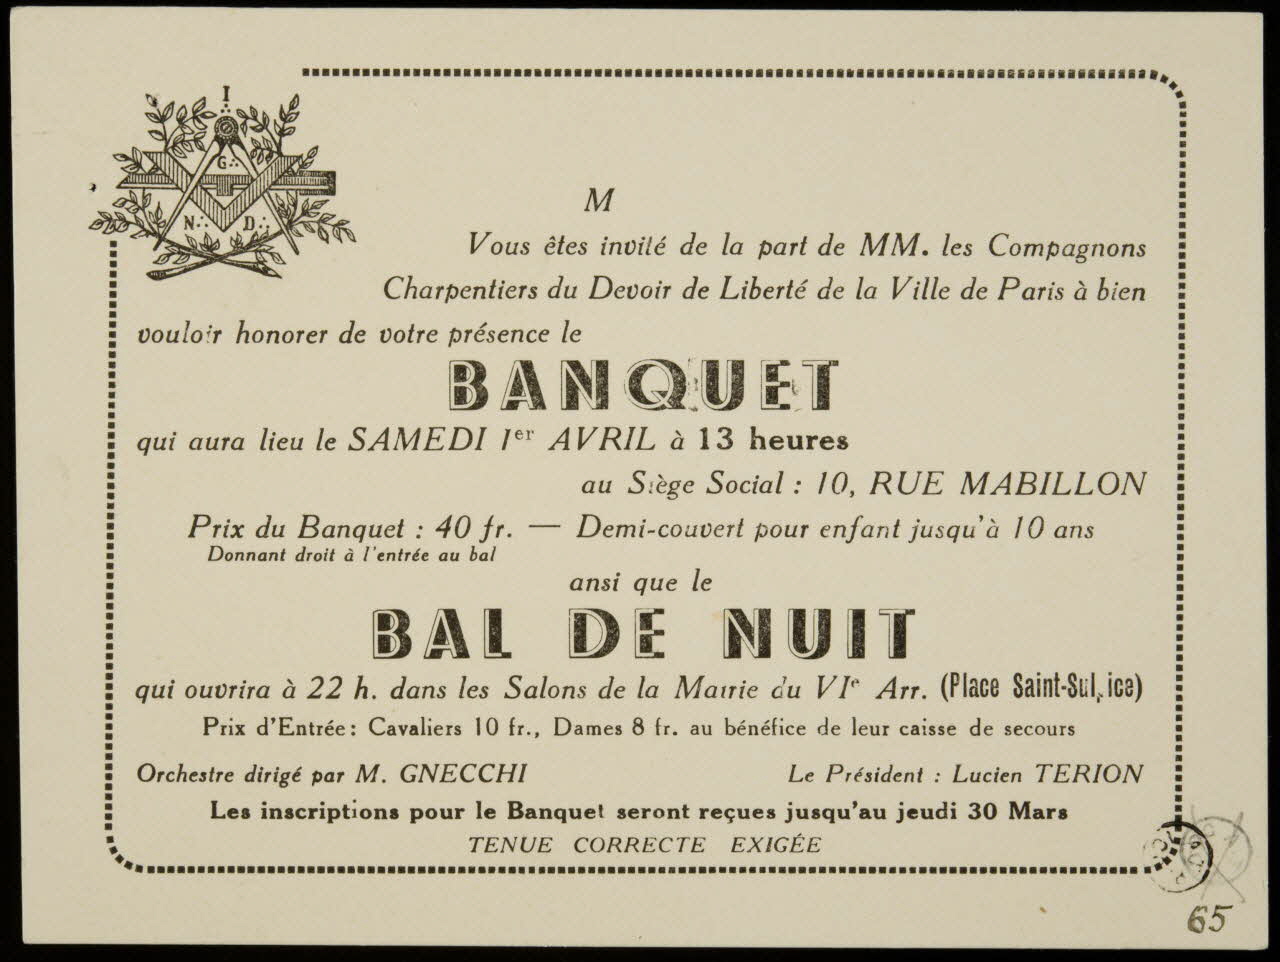 I
G∴
N∴ D∴
M
Vous êtes invité de la part de MM. les Compagnons
Charpentiers du Devoir de Liberté de la Ville de Paris à bien
vouloir honorer de votre présence le
BANQUET
qui aura lieu le SAMEDI 1er AVRIL à 13 heures
au Siège Social : 10, RUE MABILLON
Prix du Banquet : 40 fr. — Demi-couvert pour enfant jusqu'à 10 ans
Donnant droit à l'entrée au bal
ansi que le
BAL DE NUIT
qui ouvrira à 22 h. dans les Salons de la Mairie du VIe Arr. (Place Saint-Sulpice)
Prix d'Entrée : Cavaliers 10 fr., Dames 8 fr. au bénéfice de leur caisse de secours
Orchestre dirigé par M. GNECCHI Le Président : Lucien TERION
Les inscriptions pour le Banquet seront reçues jusqu'au jeudi 30 Mars
TENUE CORRECTE EXIGÉE
65